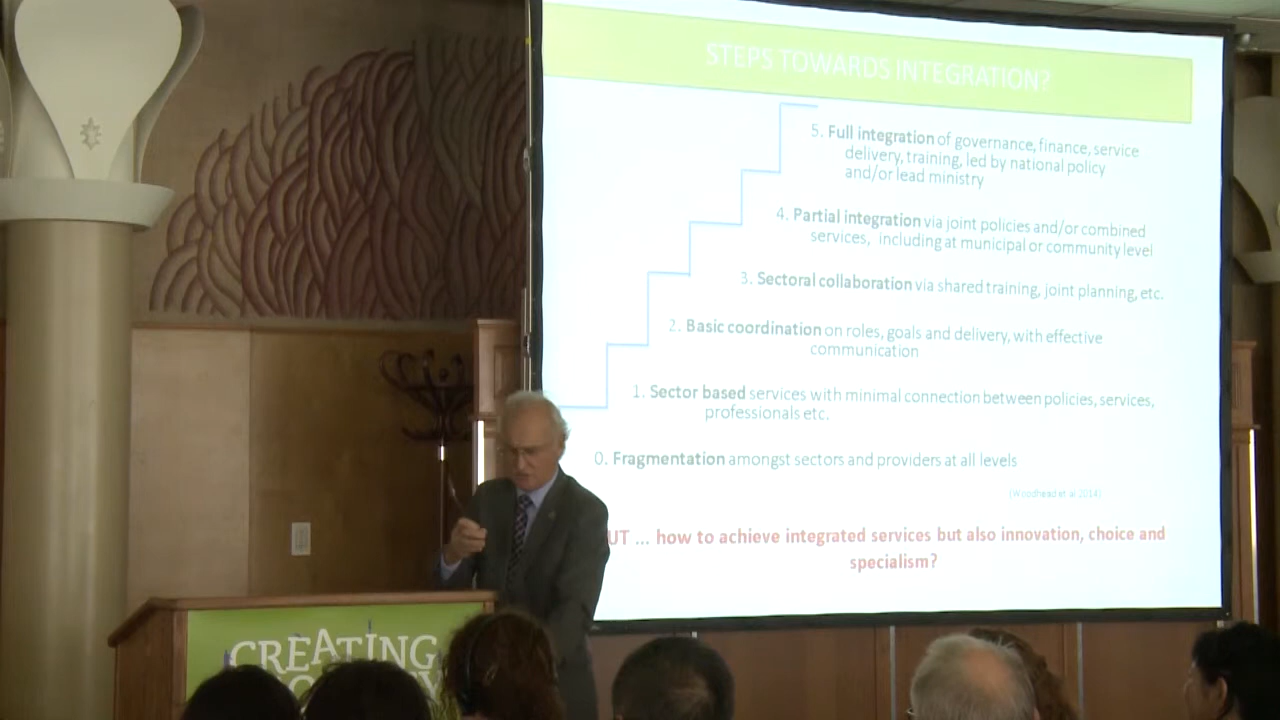 STEPS TOWARDS INTEGRATION?
5. Full integration of governance, finance, service
delivery, training, led by national policy
and/or lead ministry
4. Partial integration via joint policies and/or combined
services, including at municipal or community level
3. Sectoral collaboration via shared training, joint planning, etc.
2. Basic coordination on roles, goals and delivery, with effective
communication
1. Sector based services with minimal connection between policies, services,
professionals etc.
0. Fragmentation amongst sectors and providers at all levels
(Woodhead et al 2014)
UT ... how to achieve integrated services but also innovation, choice and
specialism?
CREATING